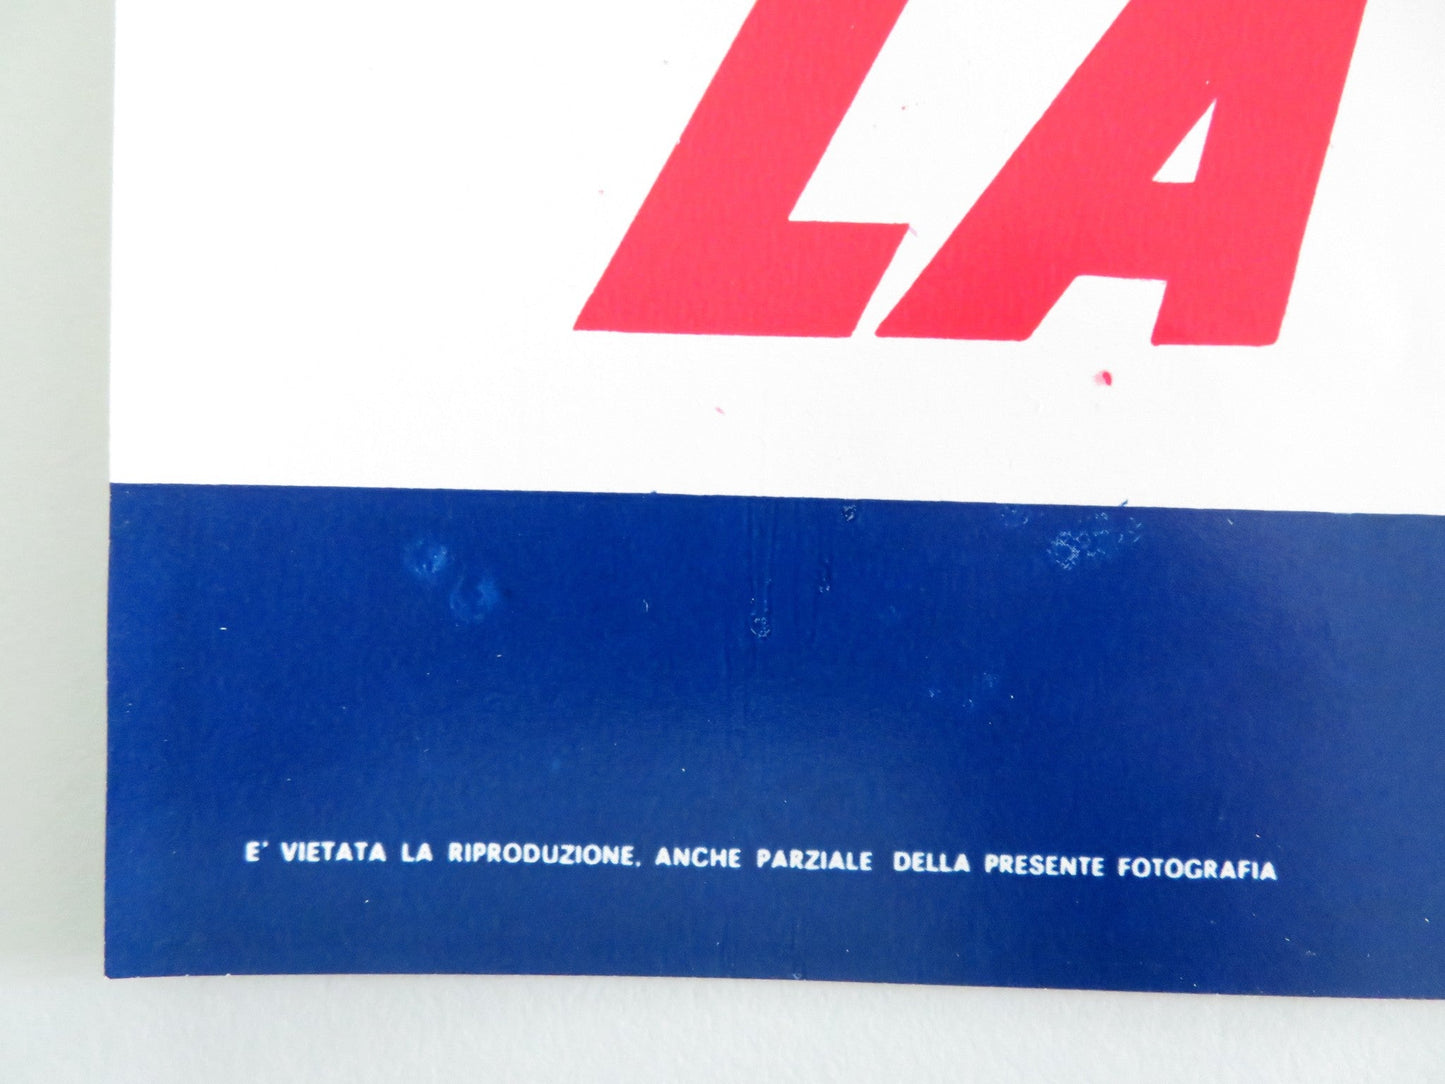 LA
E' VIETATA LA RIPRODUZIONE, ANCHE PARZIALE DELLA PRESENTE FOTOGRAFIA